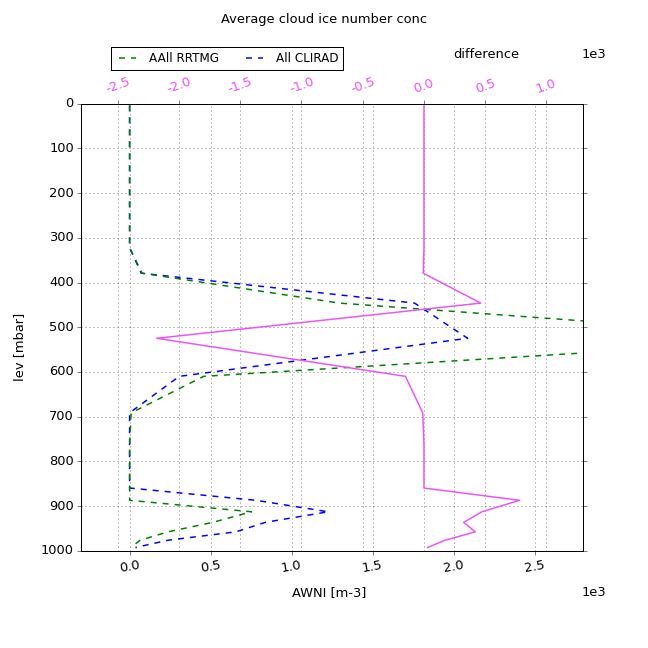 Average cloud ice number conc
AAll RRTMG All CLIRAD
difference 1e3
-2.5 -2.0 -1.5 -1.0 -0.5 0.0 0.5 1.0
0
100
200
300
400
500
600
700
800
900
1000
lev [mbar]
0.0 0.5 1.0 1.5 2.0 2.5
AWNI [m-3] 1e3